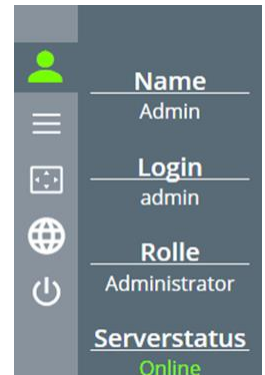 Name
Admin
Login
admin
Rolle
Administrator
Serverstatus
Online